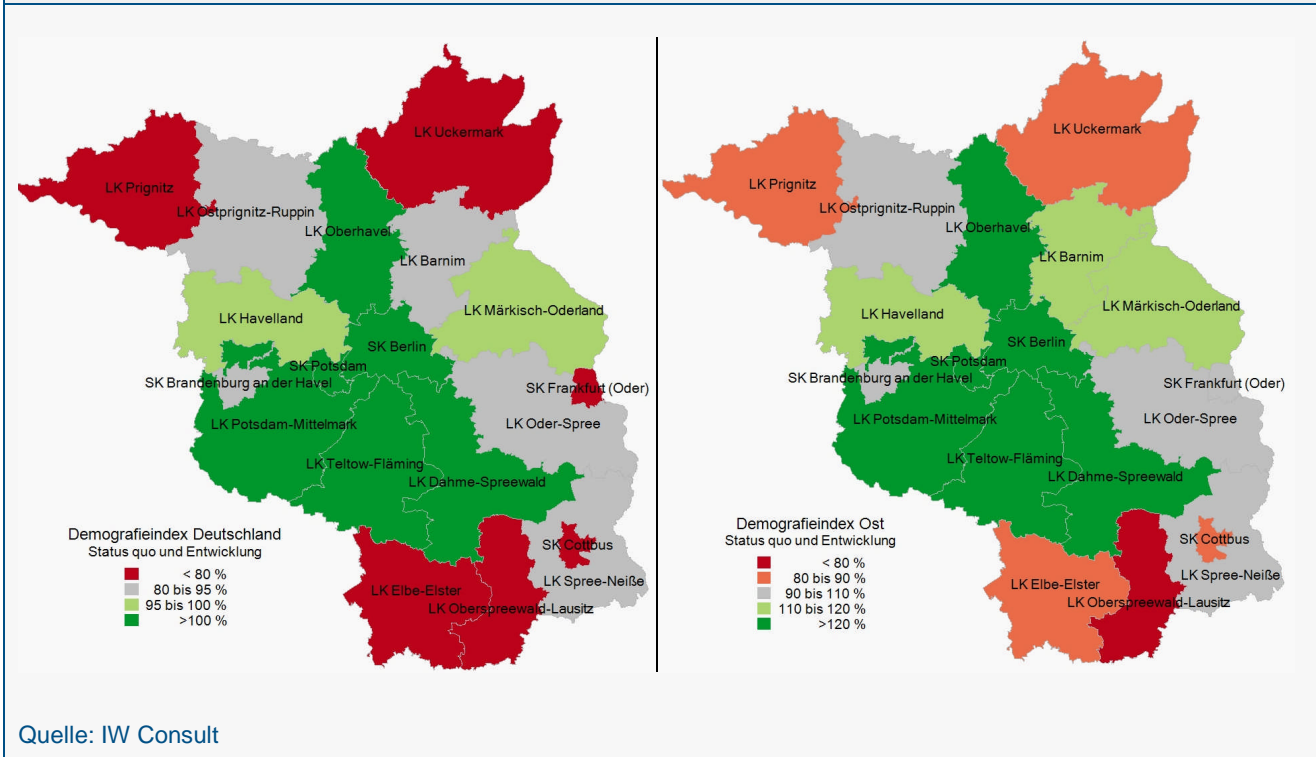 LK Uckermark
LK Prignitz
LK Ostprignitz-Ruppin
LK Oberhavel
LK Barnim
LK Märkisch-Oderland
LK Havelland
SK Berlin
SK Potsdam
SK Brandenburg an der Havel
SK Frankfurt (Oder)
LK Potsdam-Mittelmark
LK Oder-Spree
LK Teltow-Fläming
LK Dahme-Spreewald
SK Cottbus
LK Spree-Neiße
LK Elbe-Elster
LK Oberspreewald-Lausitz
Demografieindex Deutschland
Status quo und Entwicklung
< 80 %
80 bis 95 %
95 bis 100 %
>100 %
LK Uckermark
LK Prignitz
LK Ostprignitz-Ruppin
LK Oberhavel
LK Barnim
LK Märkisch-Oderland
LK Havelland
SK Berlin
SK Potsdam
SK Brandenburg an der Havel
SK Frankfurt (Oder)
LK Potsdam-Mittelmark
LK Oder-Spree
LK Teltow-Fläming
LK Dahme-Spreewald
SK Cottbus
LK Spree-Neiße
LK Elbe-Elster
LK Oberspreewald-Lausitz
Demografieindex Ost
Status quo und Entwicklung
< 80 %
80 bis 90 %
90 bis 110 %
110 bis 120 %
>120 %
Quelle: IW Consult